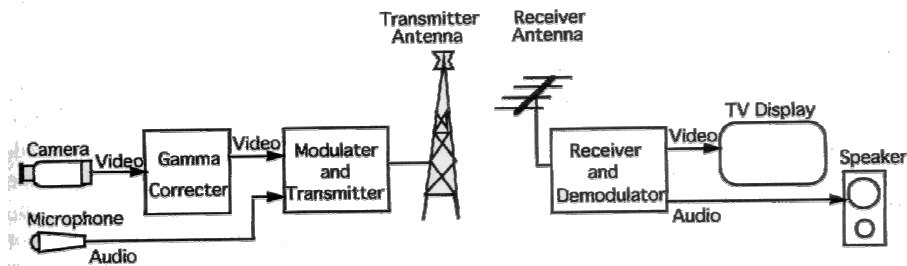 Transmitter
Antenna
Receiver
Antenna
Camera
Video
Gamma
Correcter
Video
Modulater
and
Transmitter
Microphone
Audio
Receiver
and
Demodulator
Video
TV Display
Audio
Speaker